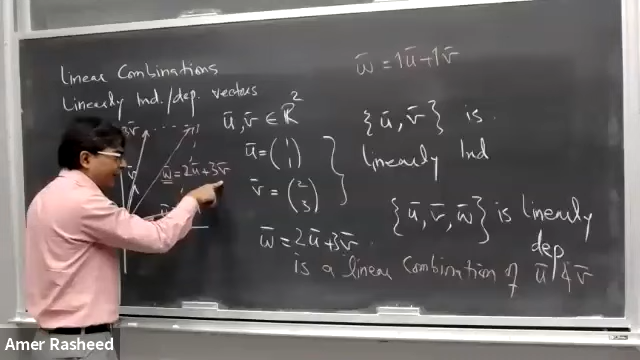 Linear Combinations
Linearly Ind./dep. vectors
w̄ = 1ū+1v̄
3v̄
ū, v̄ ∈ ℝ²
{ū, v̄} is
linearly Ind
v̄
w̄ = 2ū+3v̄
ū = (1 1)
v̄ = (2 3)
{ū, v̄, w̄} is linearly
dep
w̄ = 2ū+3v̄.
is a linear Combination of ū & v̄
Amer Rasheed